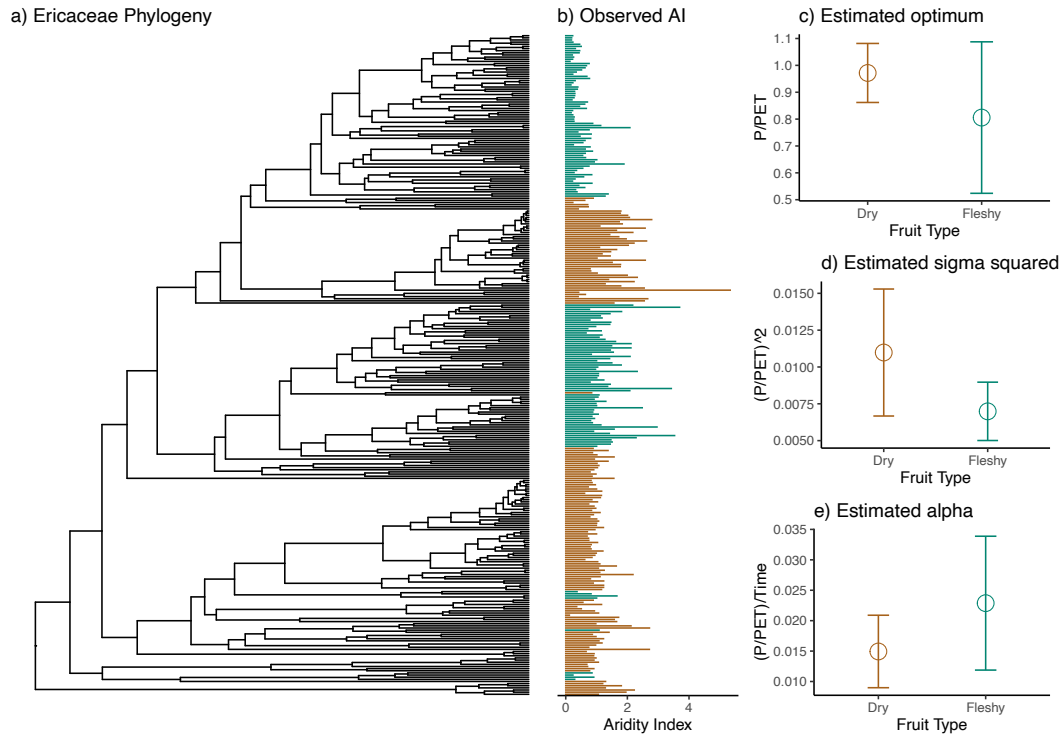 a) Ericaceae Phylogeny
b) Observed AI
0 2 4
Aridity Index
c) Estimated optimum
1.1
1.0
0.9
0.8
0.7
0.6
0.5
P/PET
Dry Fleshy
Fruit Type
d) Estimated sigma squared
0.0150
0.0125
0.0100
0.0075
0.0050
(P/PET)^2
Dry Fleshy
Fruit Type
e) Estimated alpha
0.035
0.030
0.025
0.020
0.015
0.010
(P/PET)/Time
Dry Fleshy
Fruit Type